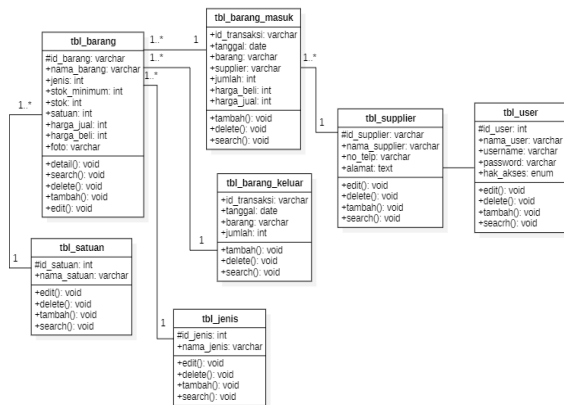 tbl_barang
#id_barang: varchar
+nama_barang: varchar
+jenis: int
+stok_minimum: int
+stok: int
+satuan: int
+harga_jual: int
+harga_beli: int
+foto: varchar
+detail(): void
+search(): void
+delete(): void
+tambah(): void
+edit(): void
1..*
1..*
1..*
1..*
1
tbl_barang_masuk
+id_transaksi: varchar
+tanggal: date
+barang: varchar
+supplier: varchar
+jumlah: int
+harga_beli: int
+harga_jual: int
+tambah(): void
+delete(): void
+search(): void
1..*
1
tbl_supplier
#id_supplier: varchar
+nama_supplier: varchar
+no_telp: varchar
+alamat: text
+edit(): void
+delete(): void
+tambah(): void
+search(): void
tbl_user
#id_user: int
+nama_user: varchar
+username: varchar
+password: varchar
+hak_akses: enum
+edit(): void
+delete(): void
+tambah(): void
+seacrh(): void
tbl_barang_keluar
+id_transaksi: varchar
+tanggal: date
+barang: varchar
+jumlah: int
+tambah(): void
+delete(): void
+search(): void
1
tbl_satuan
#id_satuan: int
+nama_satuan: varchar
+edit(): void
+delete(): void
+tambah(): void
+search(): void
1
tbl_jenis
#id_jenis: int
+nama_jenis: varchar
+edit(): void
+delete(): void
+tambah(): void
+search(): void
1